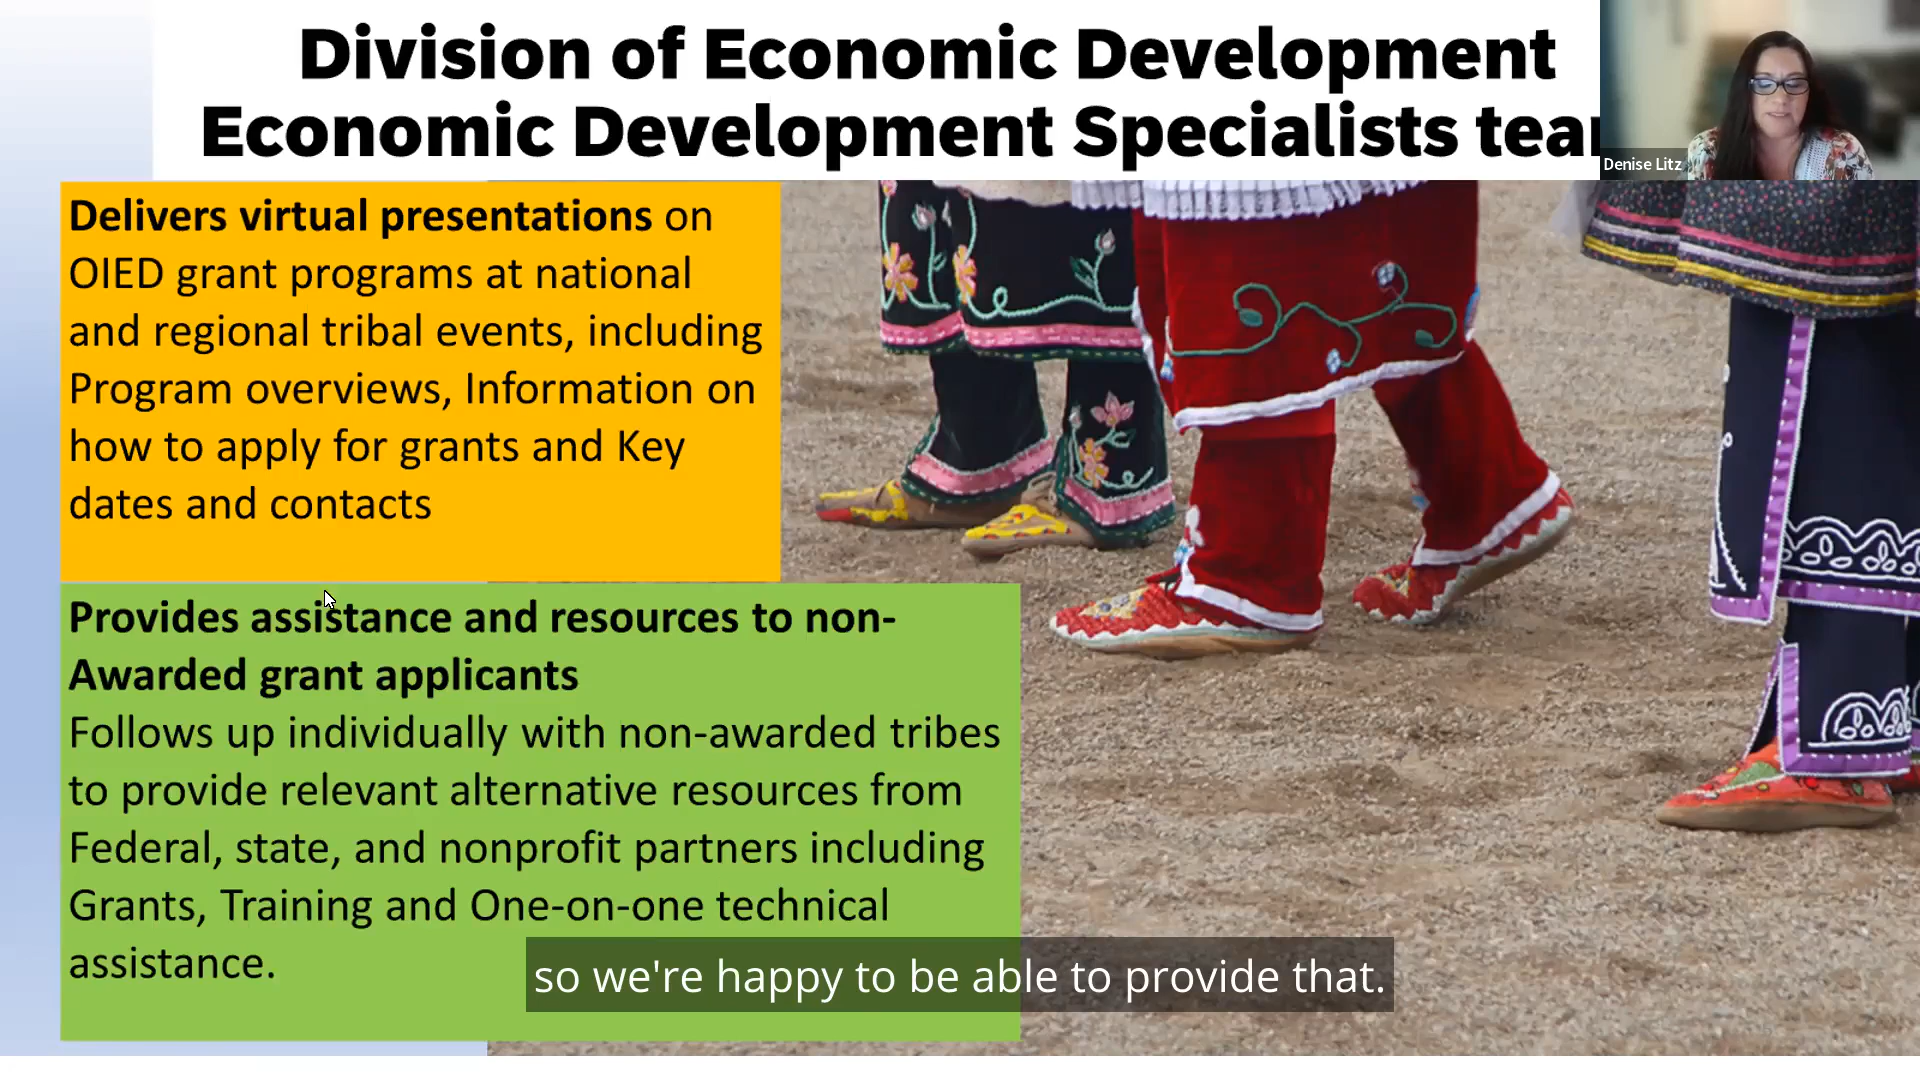 Division of Economic Development
Economic Development Specialists tea
Denise Litz
Delivers virtual presentations on
OIED grant programs at national
and regional tribal events, including
Program overviews, Information on
how to apply for grants and Key
dates and contacts
Provides assistance and resources to non-
Awarded grant applicants
Follows up individually with non-awarded tribes
to provide relevant alternative resources from
Federal, state, and nonprofit partners including
Grants, Training and One-on-one technical
assistance.
so we're happy to be able to provide that.